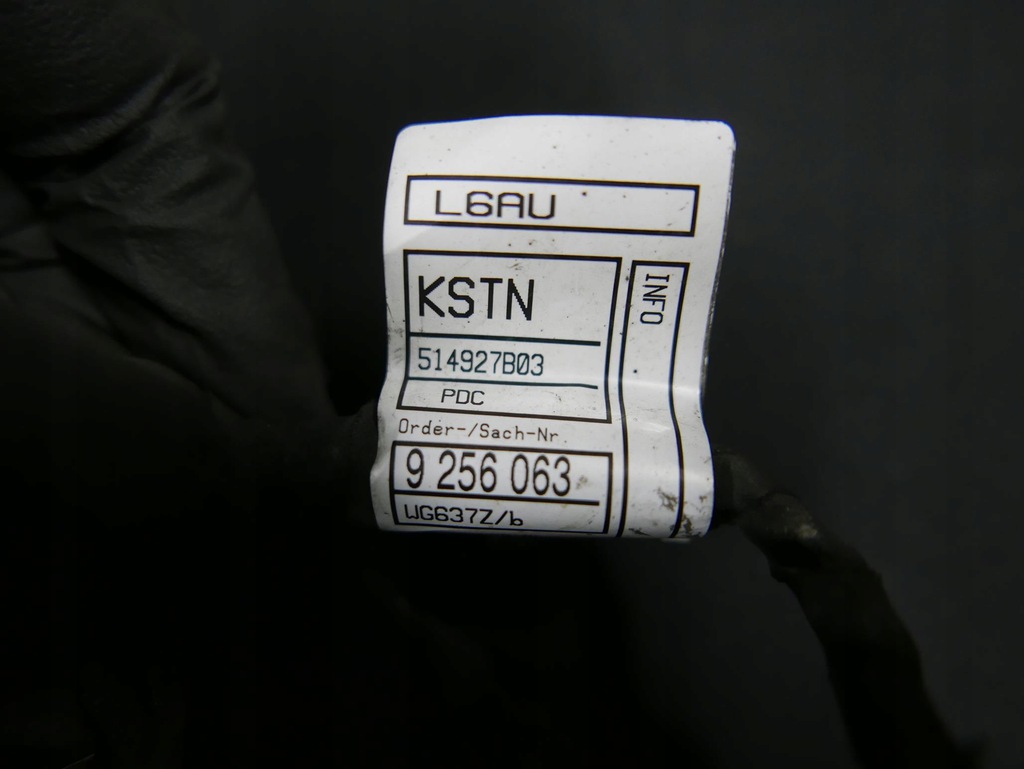 L6AU
KSTN
INFO
514927B03
PDC
Order-/Sach-Nr.
9 256 063
WG637Z/b